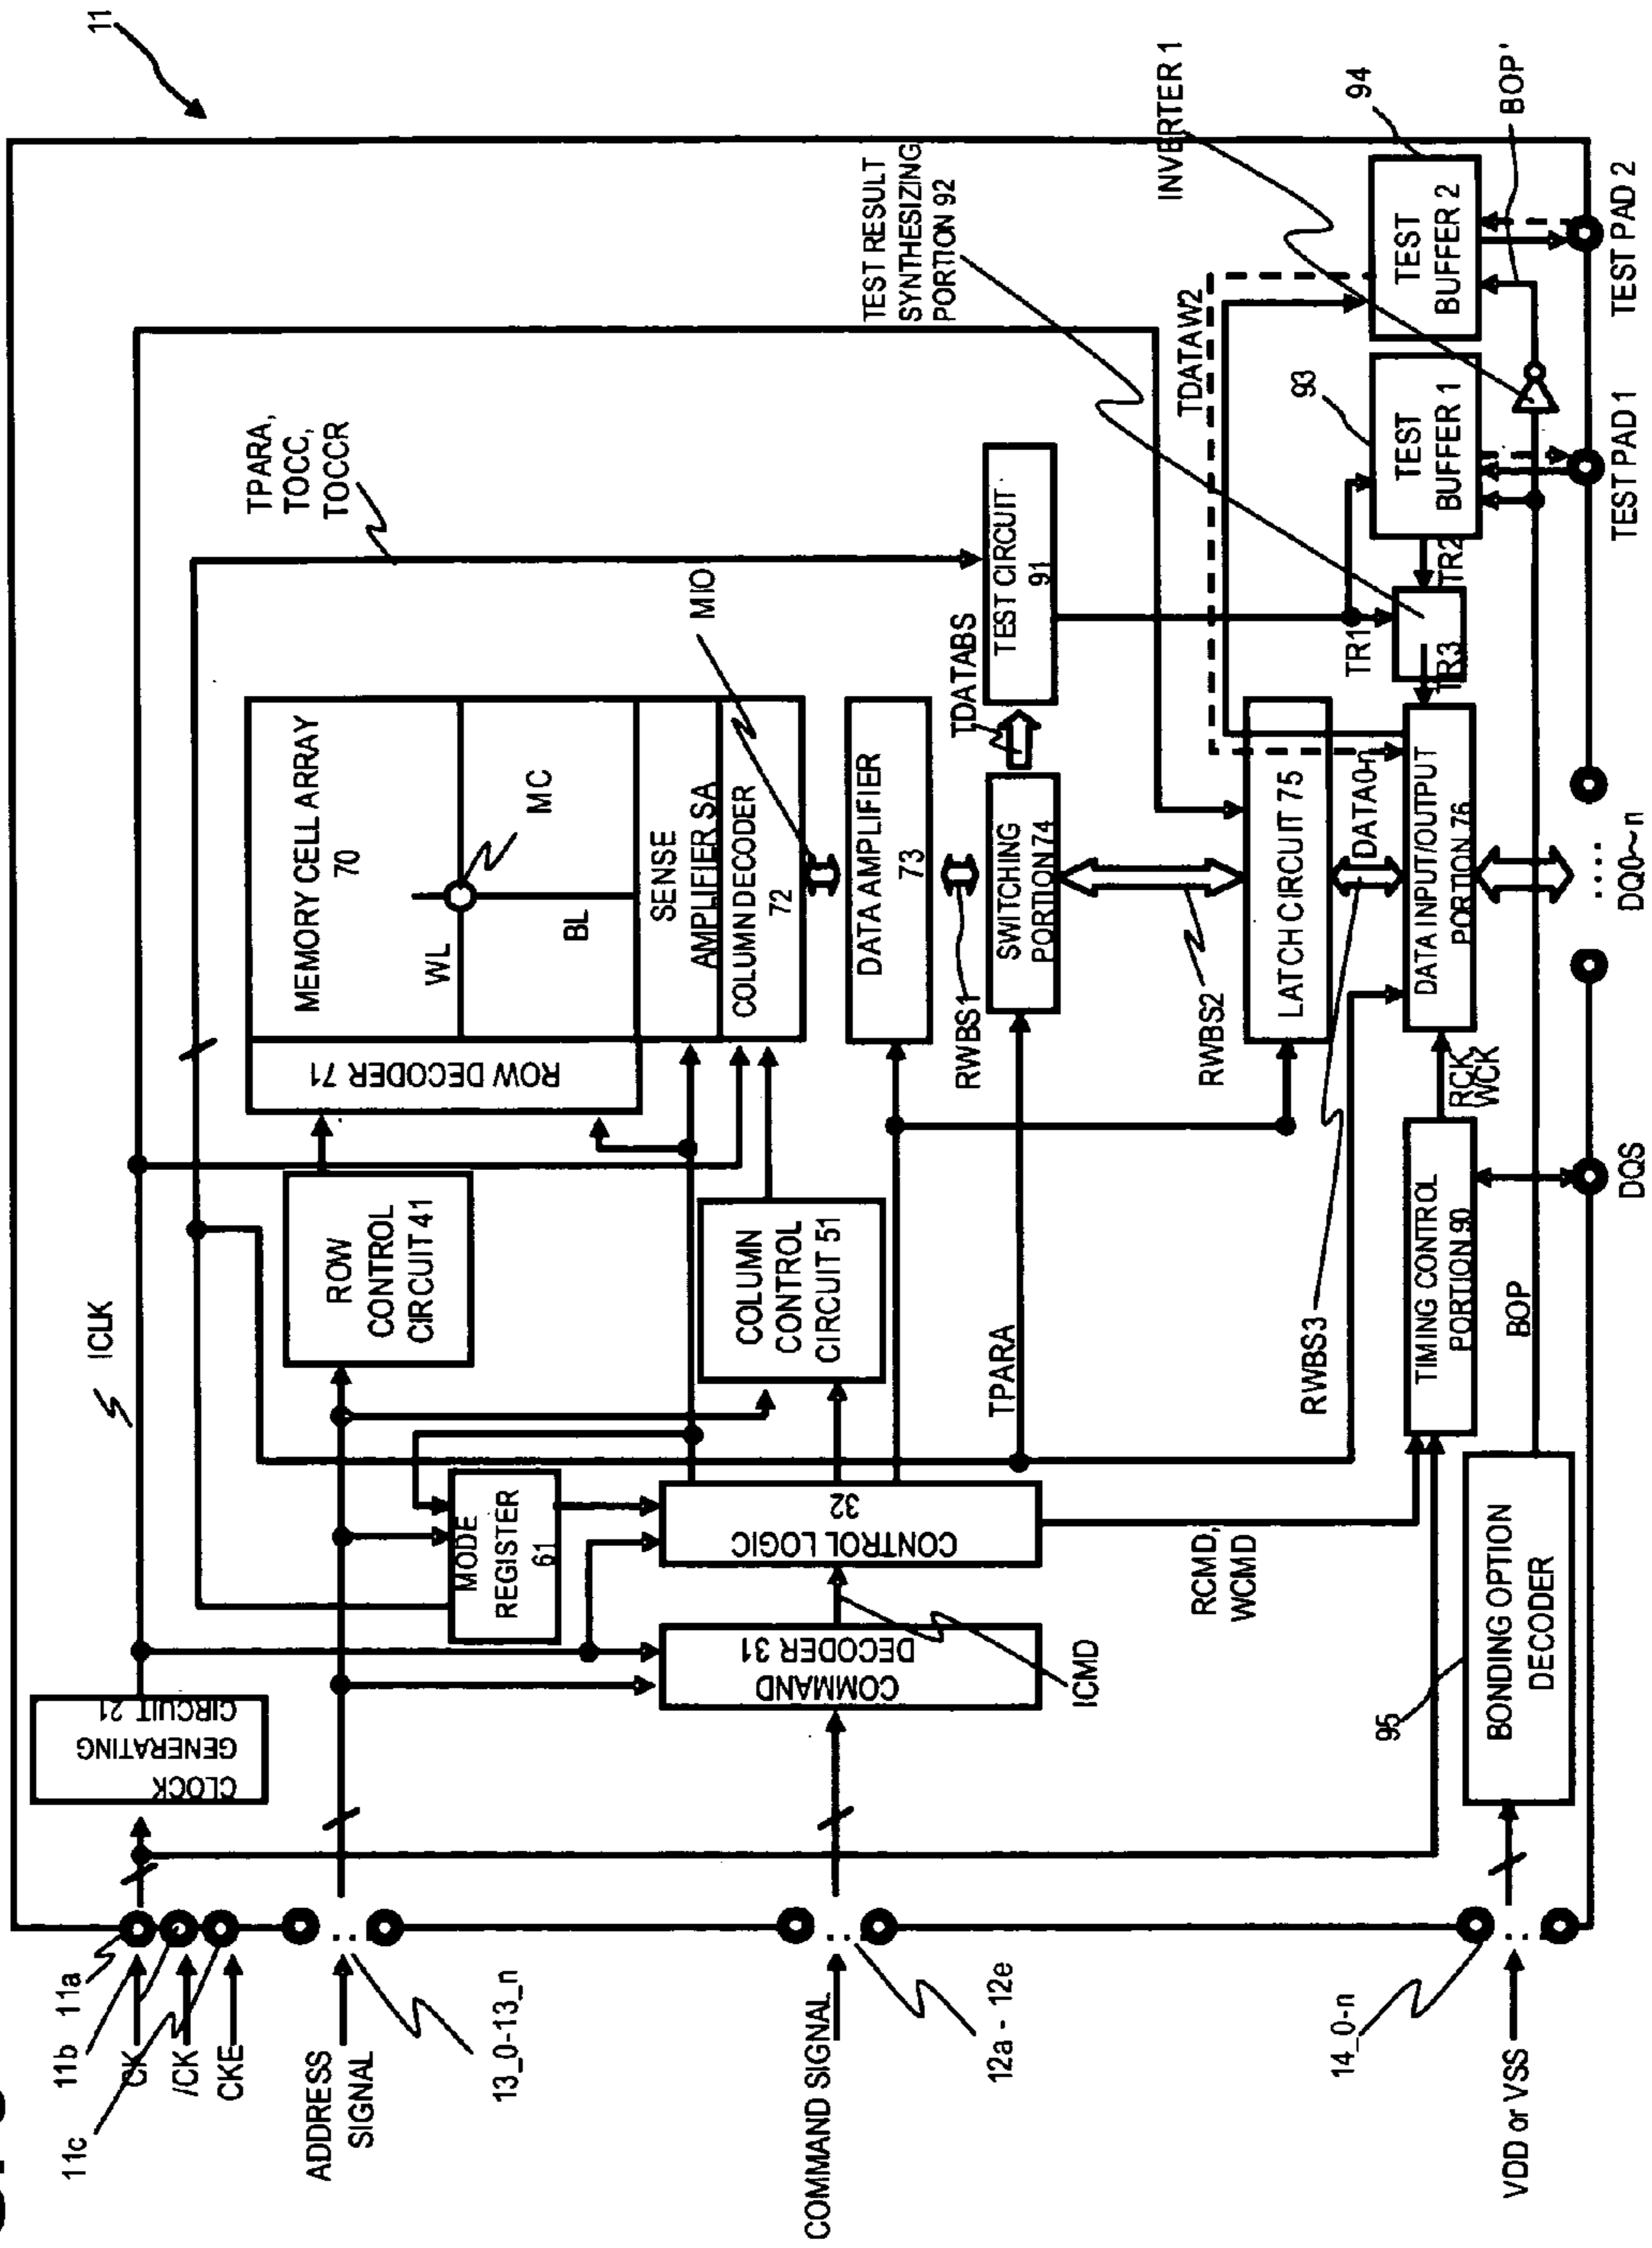 11
ICLK
TPARA,
TOCC,
TOCCR
CLOCK
GENERATING
CIRCUIT 21
11a
11b
11c
CK
/CK
CKE
ADDRESS
SIGNAL
13_0-13_n
COMMAND SIGNAL
12a - 12e
14_0-n
VDD or VSS
ROW
CONTROL
CIRCUIT 41
COLUMN
CONTROL
CIRCUIT 51
MODE
REGISTER
61
COMMAND
DECODER 31
ICMD
CONTROL LOGIC
32
RCMD,
WCMD
MEMORY CELL ARRAY
70
WL
MC
BL
ROW DECODER 71
SENSE
AMPLIFIER SA
COLUMN DECODER
72
MIO
DATA AMPLIFIER
73
RWBS1
TPARA
SWITCHING
PORTION 74
TDATABS
TEST CIRCUIT
91
RWBS2
LATCH CIRCUIT 75
RWBS3
DATA0-n
DATA INPUT/OUTPUT
PORTION 76
RCK,
WCK
TIMING CONTROL
PORTION 90
BONDING OPTION
DECODER
95
BOP
TEST RESULT
SYNTHESIZING
PORTION 92
TDATAW2
TR1
TR2
TR3
TEST
BUFFER 1
93
TEST
BUFFER 2
94
INVERTER 1
BOP'
DQS
....
DQ0~n
TEST PAD 1
TEST PAD 2